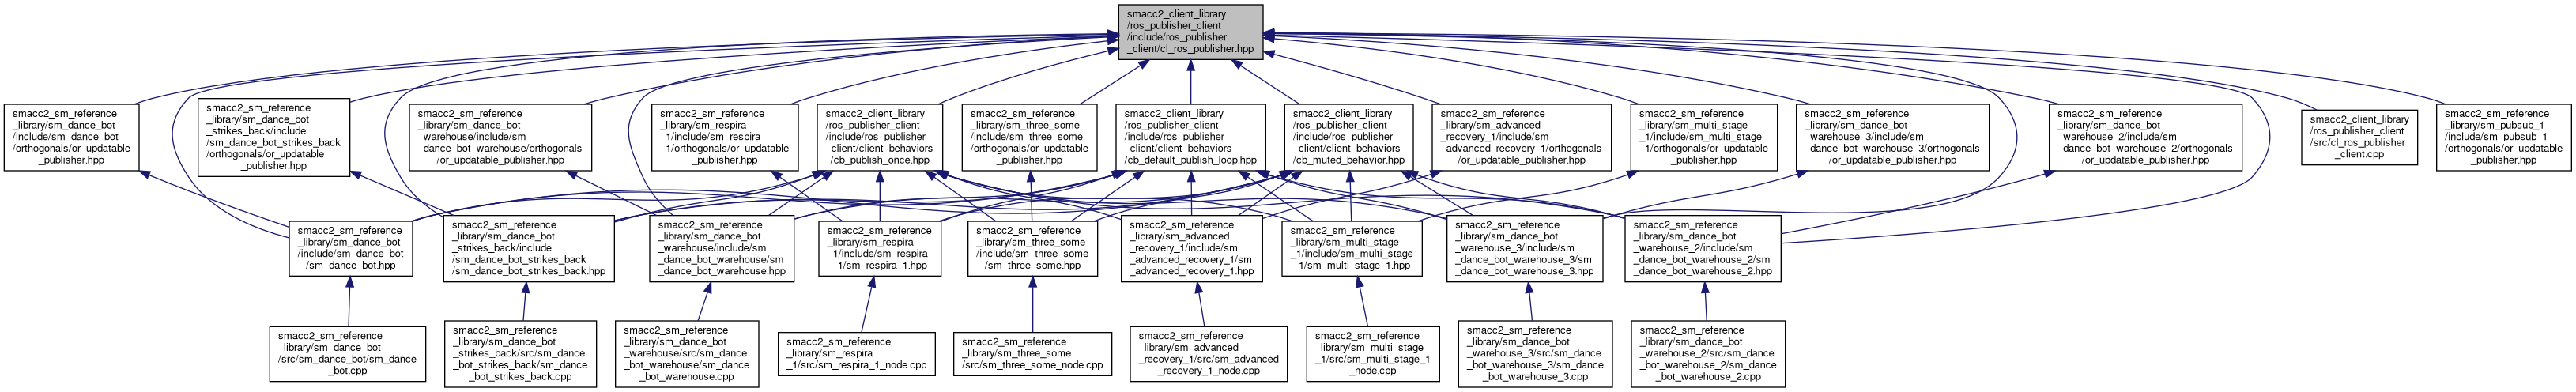 smacc2_client_library
/ros_publisher_client
/include/ros_publisher
_client/cl_ros_publisher.hpp
smacc2_sm_reference
_library/sm_dance_bot
/include/sm_dance_bot
/orthogonals/or_updatable
_publisher.hpp
smacc2_sm_reference
_library/sm_dance_bot
_strikes_back/include
/sm_dance_bot_strikes_back
/orthogonals/or_updatable
_publisher.hpp
smacc2_sm_reference
_library/sm_dance_bot
_warehouse/include/sm
_dance_bot_warehouse/orthogonals
/or_updatable_publisher.hpp
smacc2_sm_reference
_library/sm_respira
_1/include/sm_respira
_1/orthogonals/or_updatable
_publisher.hpp
smacc2_client_library
/ros_publisher_client
/include/ros_publisher
_client/client_behaviors
/cb_publish_once.hpp
smacc2_sm_reference
_library/sm_three_some
/include/sm_three_some
/orthogonals/or_updatable
_publisher.hpp
smacc2_client_library
/ros_publisher_client
/include/ros_publisher
_client/client_behaviors
/cb_default_publish_loop.hpp
smacc2_client_library
/ros_publisher_client
/include/ros_publisher
_client/client_behaviors
/cb_muted_behavior.hpp
smacc2_sm_reference
_library/sm_advanced
_recovery_1/include/sm
_advanced_recovery_1/orthogonals
/or_updatable_publisher.hpp
smacc2_sm_reference
_library/sm_multi_stage
_1/include/sm_multi_stage
_1/orthogonals/or_updatable
_publisher.hpp
smacc2_sm_reference
_library/sm_dance_bot
_warehouse_3/include/sm
_dance_bot_warehouse_3/orthogonals
/or_updatable_publisher.hpp
smacc2_sm_reference
_library/sm_dance_bot
_warehouse_2/include/sm
_dance_bot_warehouse_2/orthogonals
/or_updatable_publisher.hpp
smacc2_client_library
/ros_publisher_client
/src/cl_ros_publisher
_client.cpp
smacc2_sm_reference
_library/sm_pubsub_1
/include/sm_pubsub_1
/orthogonals/or_updatable
_publisher.hpp
smacc2_sm_reference
_library/sm_dance_bot
/include/sm_dance_bot
/sm_dance_bot.hpp
smacc2_sm_reference
_library/sm_dance_bot
_strikes_back/include
/sm_dance_bot_strikes_back
/sm_dance_bot_strikes_back.hpp
smacc2_sm_reference
_library/sm_dance_bot
_warehouse/include/sm
_dance_bot_warehouse/sm
_dance_bot_warehouse.hpp
smacc2_sm_reference
_library/sm_respira
_1/include/sm_respira
_1/sm_respira_1.hpp
smacc2_sm_reference
_library/sm_three_some
/include/sm_three_some
/sm_three_some.hpp
smacc2_sm_reference
_library/sm_advanced
_recovery_1/include/sm
_advanced_recovery_1/sm
_advanced_recovery_1.hpp
smacc2_sm_reference
_library/sm_multi_stage
_1/include/sm_multi_stage
_1/sm_multi_stage_1.hpp
smacc2_sm_reference
_library/sm_dance_bot
_warehouse_3/include/sm
_dance_bot_warehouse_3/sm
_dance_bot_warehouse_3.hpp
smacc2_sm_reference
_library/sm_dance_bot
_warehouse_2/include/sm
_dance_bot_warehouse_2/sm
_dance_bot_warehouse_2.hpp
smacc2_sm_reference
_library/sm_dance_bot
/src/sm_dance_bot/sm_dance
_bot.cpp
smacc2_sm_reference
_library/sm_dance_bot
_strikes_back/src/sm_dance
_bot_strikes_back/sm_dance
_bot_strikes_back.cpp
smacc2_sm_reference
_library/sm_dance_bot
_warehouse/src/sm_dance
_bot_warehouse/sm_dance
_bot_warehouse.cpp
smacc2_sm_reference
_library/sm_respira
_1/src/sm_respira_1_node.cpp
smacc2_sm_reference
_library/sm_three_some
/src/sm_three_some_node.cpp
smacc2_sm_reference
_library/sm_advanced
_recovery_1/src/sm_advanced
_recovery_1_node.cpp
smacc2_sm_reference
_library/sm_multi_stage
_1/src/sm_multi_stage_1
_node.cpp
smacc2_sm_reference
_library/sm_dance_bot
_warehouse_3/src/sm_dance
_bot_warehouse_3/sm_dance
_bot_warehouse_3.cpp
smacc2_sm_reference
_library/sm_dance_bot
_warehouse_2/src/sm_dance
_bot_warehouse_2/sm_dance
_bot_warehouse_2.cpp